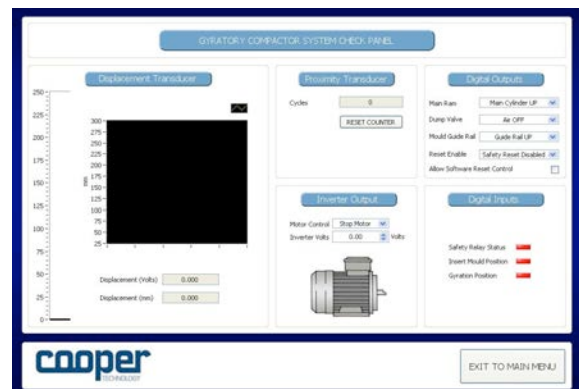 GYRATORY COMPACTOR SYSTEM CHECK PANEL
Displacement Transducer
250
225
200
175
150
125
100
75
50
25
0
300
275
250
225
200
175
150
125
100
75
50
25
mm
Displacement (Volts) 0.000
Displacement (mm) 0.000
Proximity Transducer
Cycles 0
RESET COUNTER
Inverter Output
Motor Control Stop Motor
Inverter Volts 0.00 Volts
Digital Outputs
Main Ram Main Cylinder UP
Dump Valve Air OFF
Mould Guide Rail Guide Rail UP
Reset Enable Safety Reset Disabled
Allow Software Reset Control
Digital Inputs
Safety Relay Status
Insert Mould Position
Gyration Position
cooper
TECHNOLOGY
EXIT TO MAIN MENU